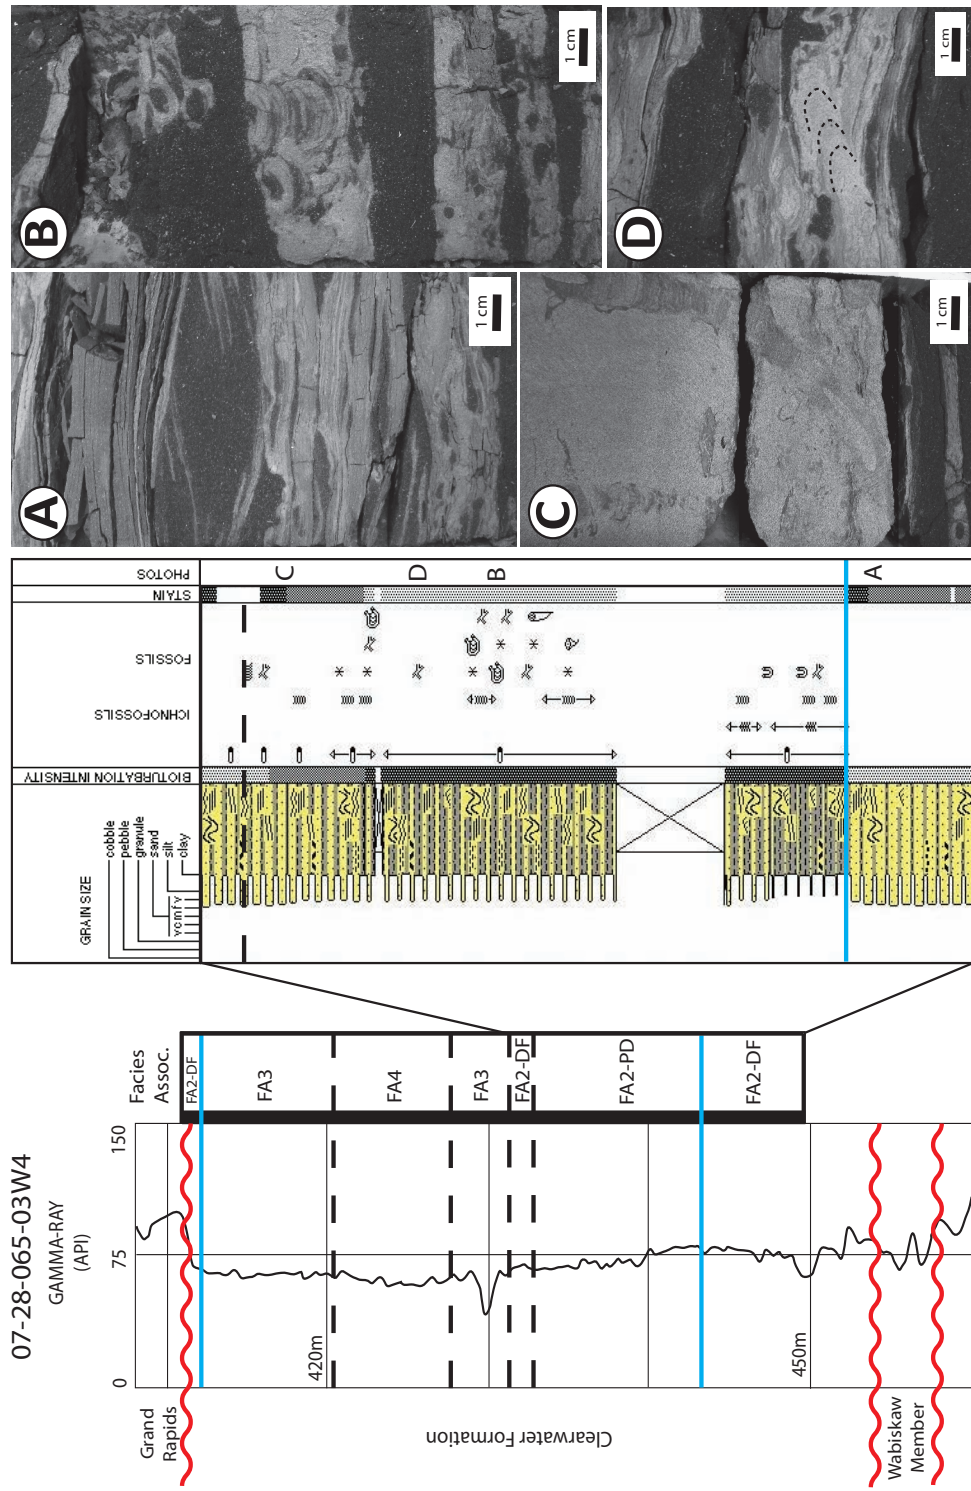 07-28-065-03W4
GAMMA-RAY
(API)
0
75
150
Facies
Assoc.
Grand
Rapids
Clearwater Formation
Wabiskaw
Member
420m
450m
FA2-DF
FA3
FA4
FA3
FA2-DF
FA2-PD
FA2-DF
GRAIN SIZE
cobble
pebble
granule
sand
silt
clay
vcmfv
BIOTURBATION INTENSITY
ICHNOFOSSILS
FOSSILS
STAIN
PHOTOS
C
D
B
A
A
1 cm
B
1 cm
C
1 cm
D
1 cm